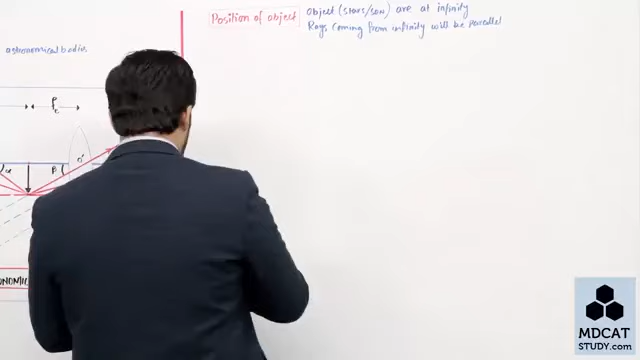 Position of object
Object (stars/sun) are at infinity
Rays coming from infinity will be parallel
astronomical bodies
fe
o'
α
β
MDCAT
STUDY.com